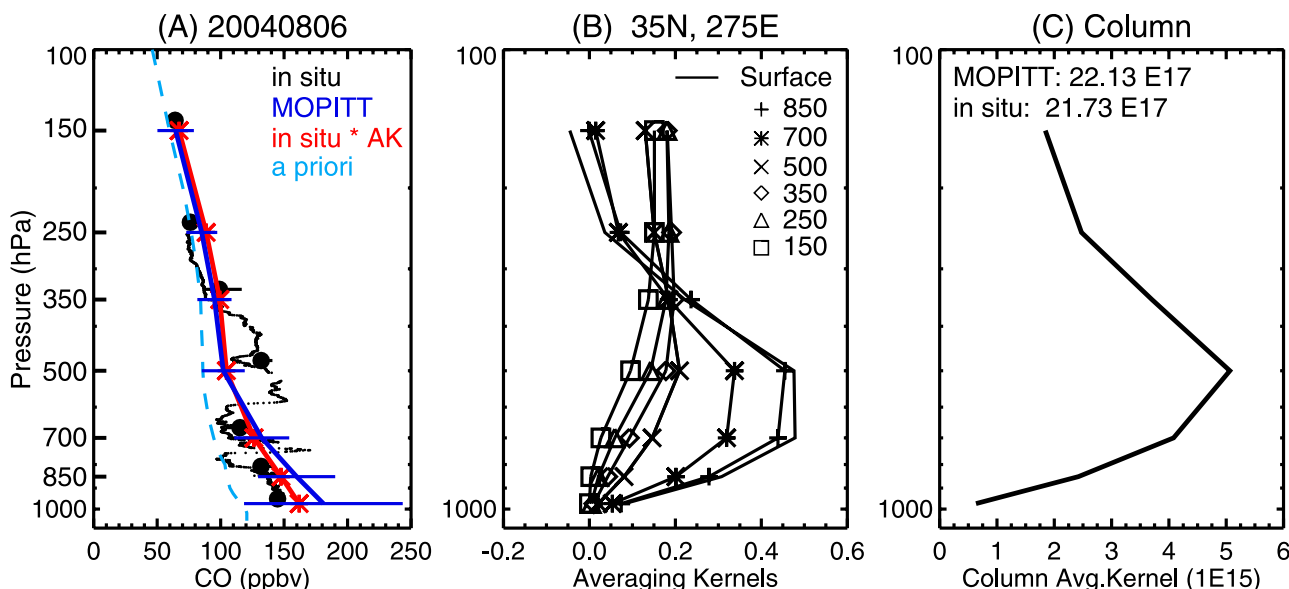 (A) 20040806
100
150
250
350
500
700
850
1000
Pressure (hPa)
in situ
MOPITT
in situ * AK
a priori
0 50 100 150 200 250
CO (ppbv)
(B) 35N, 275E
100
1000
Surface
850
700
500
350
250
150
-0.2 0.0 0.2 0.4 0.6
Averaging Kernels
(C) Column
100
1000
MOPITT: 22.13 E17
in situ: 21.73 E17
0 1 2 3 4 5 6
Column Avg.Kernel (1E15)